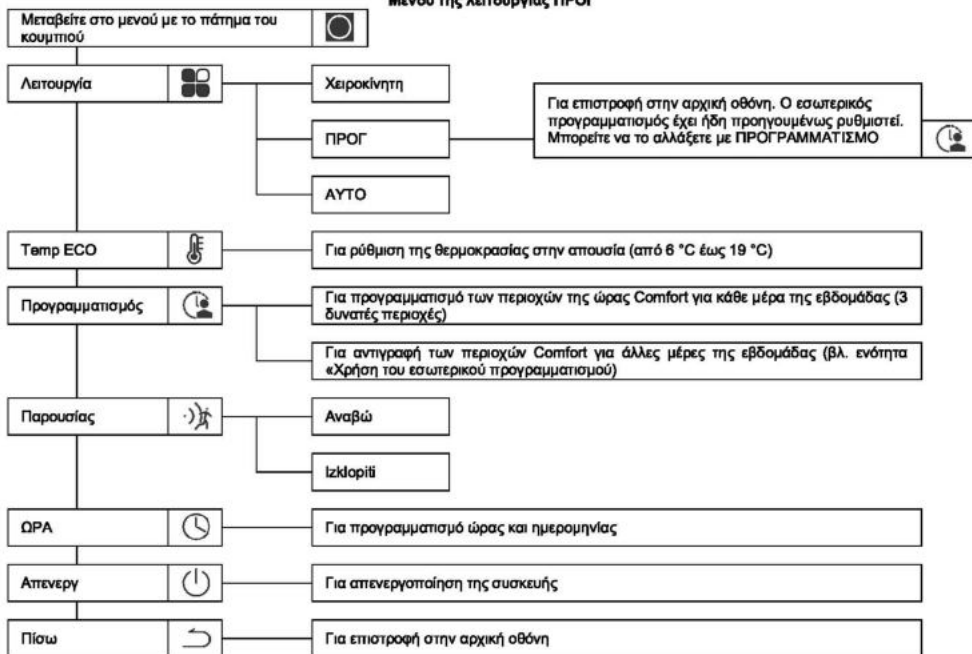 Μενού της λειτουργίας ΠΡΟΓ
Μεταβείτε στο μενού με το πάτημα του
κουμπιού
Λειτουργία
Χειροκίνητη
ΠΡΟΓ
Για επιστροφή στην αρχική οθόνη. Ο εσωτερικός
προγραμματισμός έχει ήδη προηγουμένως ρυθμιστεί.
Μπορείτε να το αλλάξετε με ΠΡΟΓΡΑΜΜΑΤΙΣΜΟ
ΑΥΤΟ
Temp ECO
Για ρύθμιση της θερμοκρασίας στην απουσία (από 6 °C έως 19 °C)
Προγραμματισμός
Για προγραμματισμό των περιοχών της ώρας Comfort για κάθε μέρα της εβδομάδας (3
δυνατές περιοχές)
Για αντιγραφή των περιοχών Comfort για άλλες μέρες της εβδομάδας (βλ. ενότητα
«Χρήση του εσωτερικού προγραμματισμού)
Παρουσίας
Αναβώ
Izklopiti
ΩΡΑ
Για προγραμματισμό ώρας και ημερομηνίας
Απενεργ
Για απενεργοποίηση της συσκευής
Πίσω
Για επιστροφή στην αρχική οθόνη